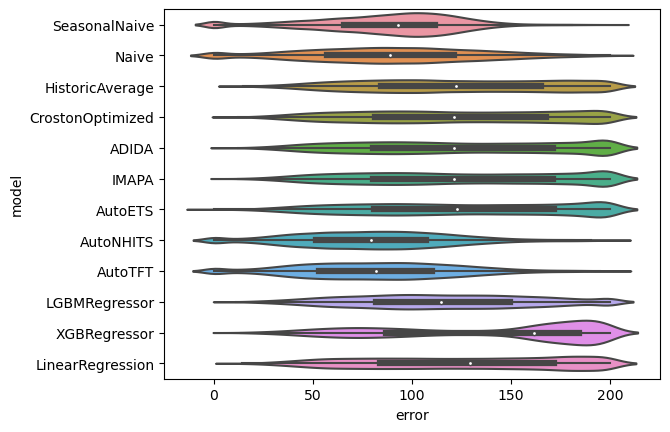 SeasonalNaive
Naive
HistoricAverage
CrostonOptimized
ADIDA
IMAPA
AutoETS
AutoNHITS
AutoTFT
LGBMRegressor
XGBRegressor
LinearRegression
model
0 50 100 150 200
error